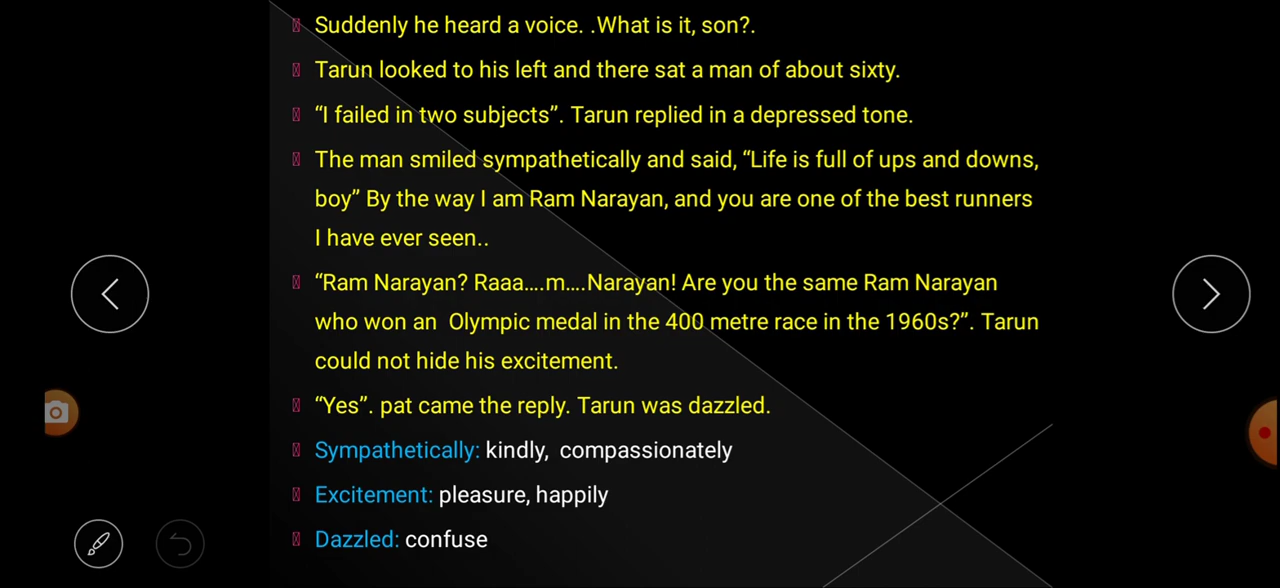 Suddenly he heard a voice. .What is it, son?.
Tarun looked to his left and there sat a man of about sixty.
“I failed in two subjects”. Tarun replied in a depressed tone.
The man smiled sympathetically and said, “Life is full of ups and downs,
boy” By the way I am Ram Narayan, and you are one of the best runners
I have ever seen..
“Ram Narayan? Raaa....m....Narayan! Are you the same Ram Narayan
who won an Olympic medal in the 400 metre race in the 1960s?”. Tarun
could not hide his excitement.
“Yes”. pat came the reply. Tarun was dazzled.
Sympathetically: kindly, compassionately
Excitement: pleasure, happily
Dazzled: confuse